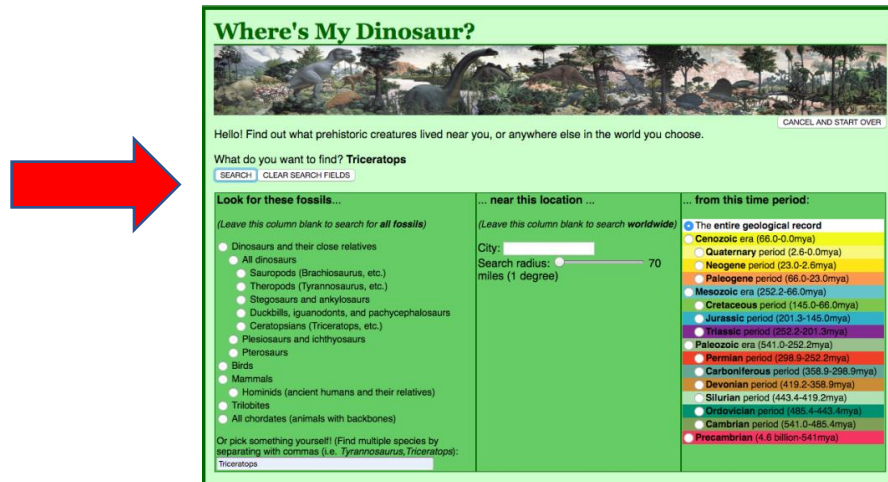 Where's My Dinosaur?
CANCEL AND START OVER
Hello! Find out what prehistoric creatures lived near you, or anywhere else in the world you choose.
What do you want to find? Triceratops
SEARCH CLEAR SEARCH FIELDS
Look for these fossils...
(Leave this column blank to search for all fossils)
Dinosaurs and their close relatives
All dinosaurs
Sauropods (Brachiosaurus, etc.)
Theropods (Tyrannosaurus, etc.)
Stegosaurs and ankylosaurs
Duckbills, iguanodonts, and pachycephalosaurs
Ceratopsians (Triceratops, etc.)
Plesiosaurs and ichthyosaurs
Pterosaurs
Birds
Mammals
Hominids (ancient humans and their relatives)
Trilobites
All chordates (animals with backbones)
Or pick something yourself! (Find multiple species by
separating with commas (i.e. Tyrannosaurus,Triceratops):
Triceratops
... near this location ...
(Leave this column blank to search worldwide)
City:
Search radius: 70
miles (1 degree)
... from this time period:
The entire geological record
Cenozoic era (66.0-0.0mya)
Quaternary period (2.6-0.0mya)
Neogene period (23.0-2.6mya)
Paleogene period (66.0-23.0mya)
Mesozoic era (252.2-66.0mya)
Cretaceous period (145.0-66.0mya)
Jurassic period (201.3-145.0mya)
Triassic period (252.2-201.3mya)
Paleozoic era (541.0-252.2mya)
Permian period (298.9-252.2mya)
Carboniferous period (358.9-298.9mya)
Devonian period (419.2-358.9mya)
Silurian period (443.4-419.2mya)
Ordovician period (485.4-443.4mya)
Cambrian period (541.0-485.4mya)
Precambrian (4.6 billion-541mya)